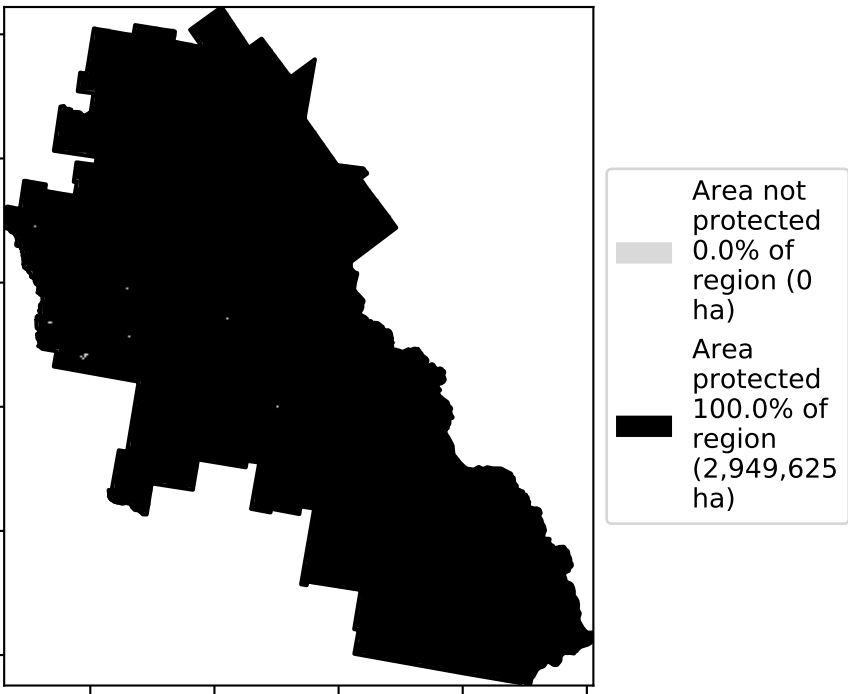 Area not
protected
0.0% of
region (0
ha)
Area
protected
100.0% of
region
(2,949,625
ha)